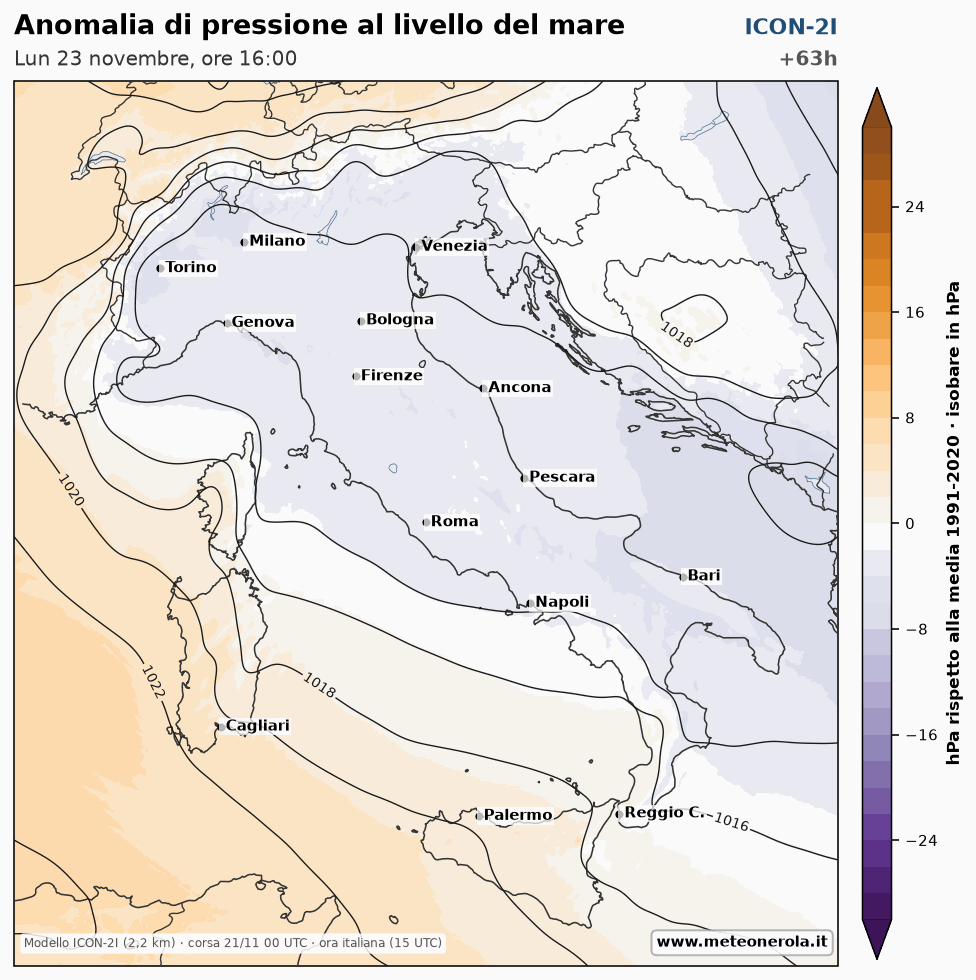 Anomalia di pressione al livello del mare
ICON-2I
Lun 23 novembre, ore 16:00
+63h
Milano
Venezia
Torino
Genova
Bologna
1018
Firenze
Ancona
1020
Pescara
Roma
Bari
Napoli
1022
1018
Cagliari
Palermo
Reggio C.
1016
Modello ICON-2I (2,2 km) · corsa 21/11 00 UTC · ora italiana (15 UTC)
www.meteonerola.it
24
16
8
0
−8
−16
−24
hPa rispetto alla media 1991-2020 · isobare in hPa